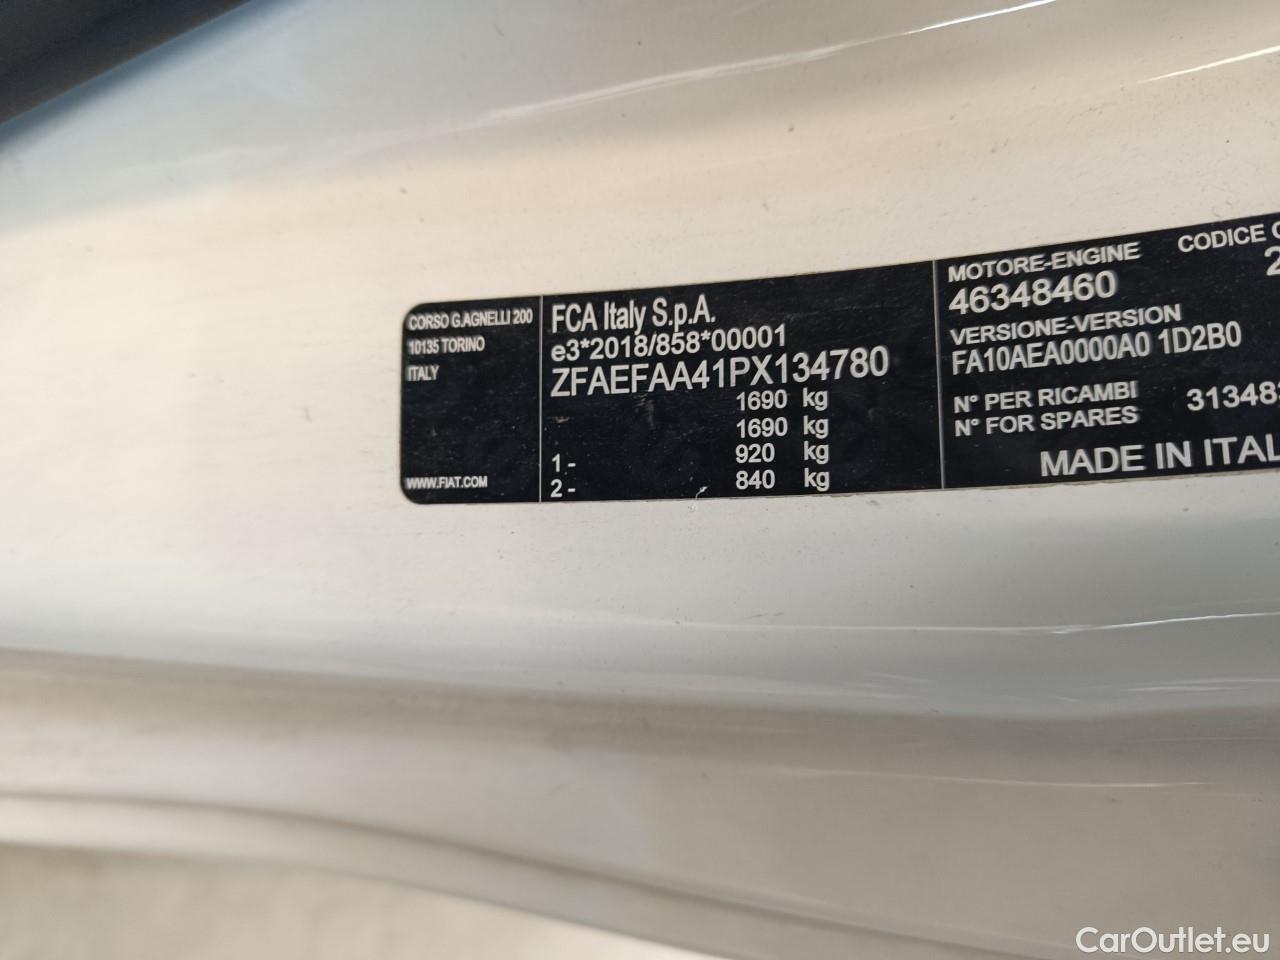 CORSO G.AGNELLI 200
10135 TORINO
ITALY
WWW.FIAT.COM
FCA Italy S.p.A.
e3*2018/858*00001
ZFAEFAA41PX134780
1690 kg
1690 kg
1- 920 kg
2- 840 kg
MOTORE-ENGINE
46348460
CODICE
VERSIONE-VERSION
FA10AEA0000A0 1D2B0
N° PER RICAMBI
N° FOR SPARES
MADE IN
CarOutlet.eu